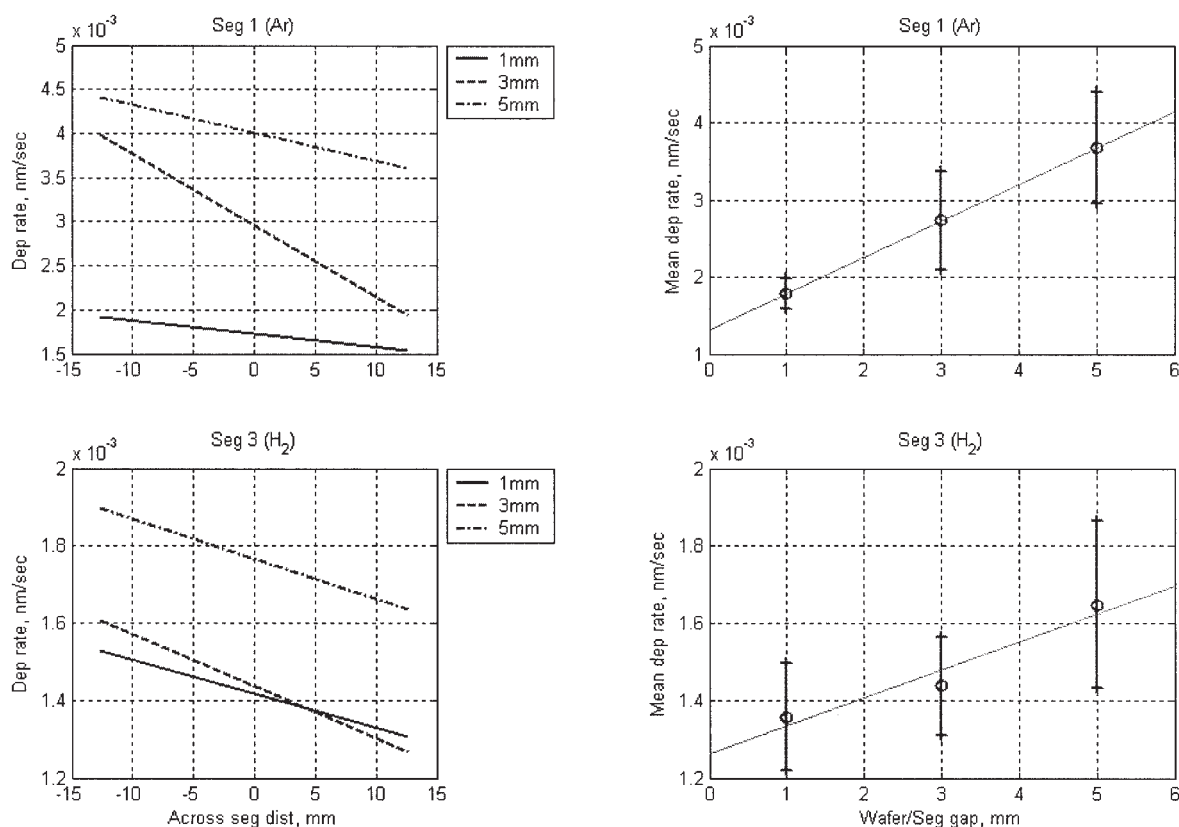 x 10⁻³
Seg 1 (Ar)
5
4.5
4
3.5
3
2.5
2
1.5
Dep rate, nm/sec
-15 -10 -5 0 5 10 15
1mm
3mm
5mm
x 10⁻³
Seg 1 (Ar)
5
4
3
2
1
Mean dep rate, nm/sec
0 1 2 3 4 5 6
x 10⁻³
Seg 3 (H₂)
2
1.8
1.6
1.4
1.2
Dep rate, nm/sec
-15 -10 -5 0 5 10 15
Across seg dist, mm
1mm
3mm
5mm
x 10⁻³
Seg 3 (H₂)
2
1.8
1.6
1.4
1.2
Mean dep rate, nm/sec
0 1 2 3 4 5 6
Wafer/Seg gap, mm